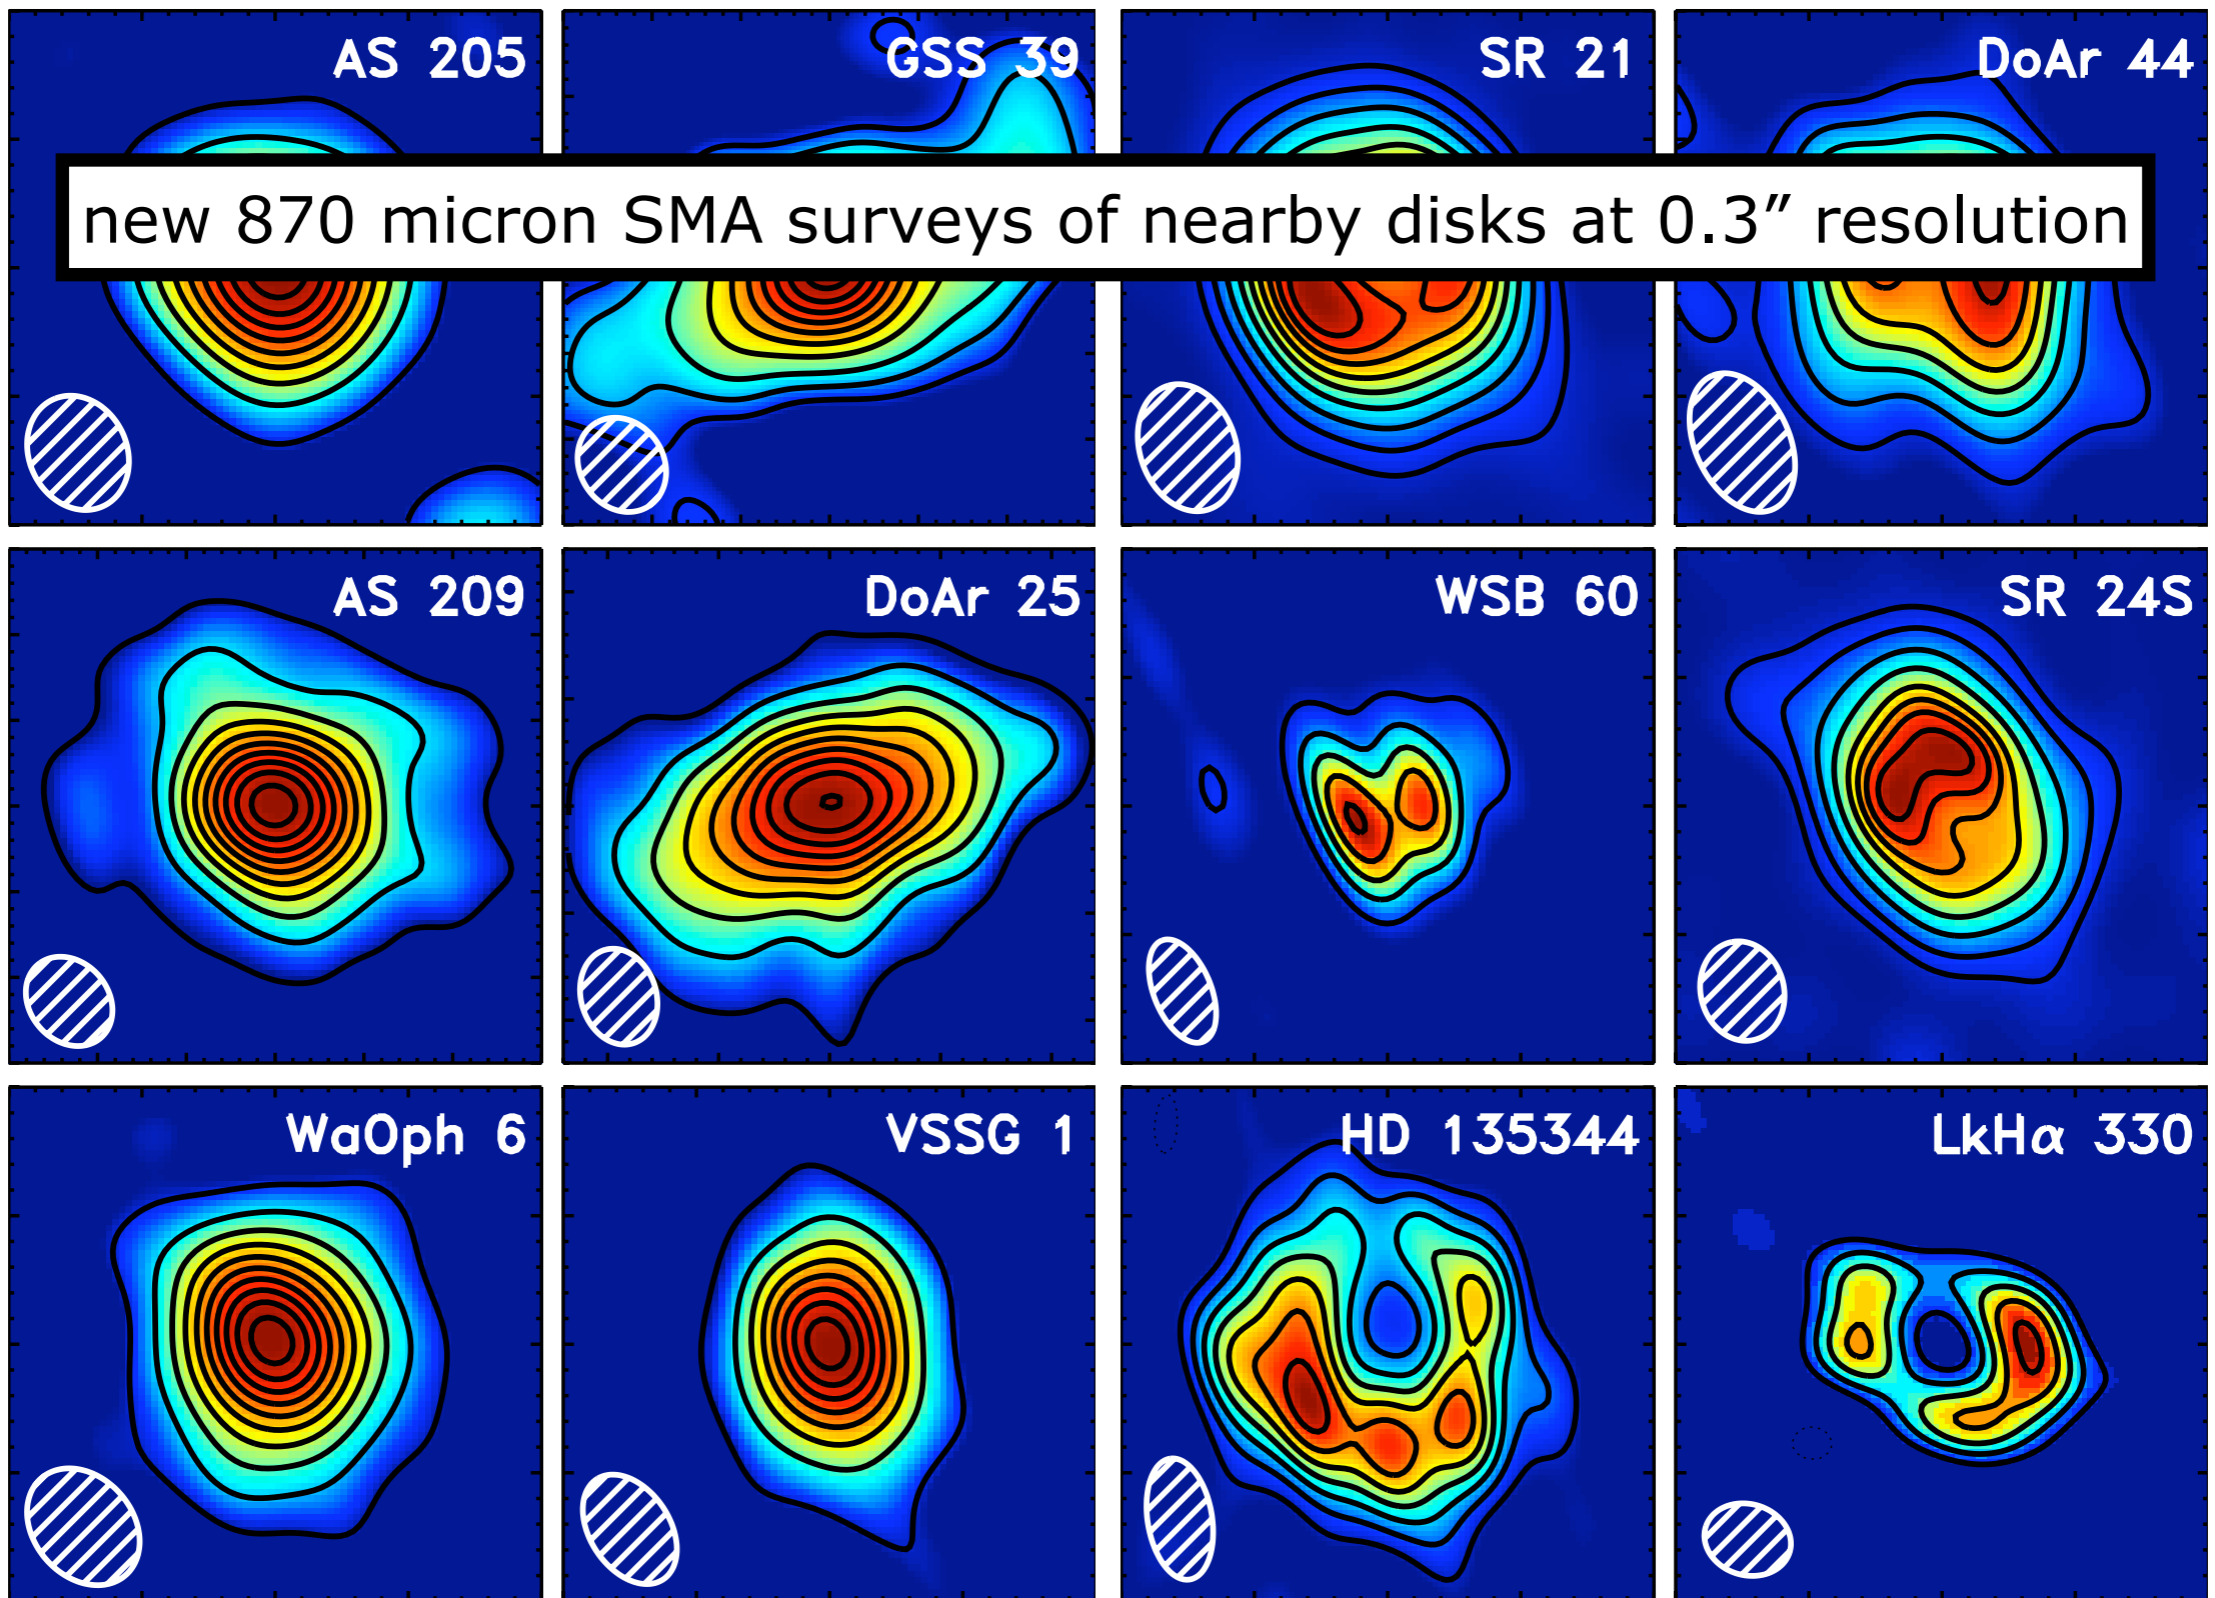 AS 205
GSS 39
SR 21
DoAr 44
new 870 micron SMA surveys of nearby disks at 0.3” resolution
AS 209
DoAr 25
WSB 60
SR 24S
WaOph 6
VSSG 1
HD 135344
LkHα 330